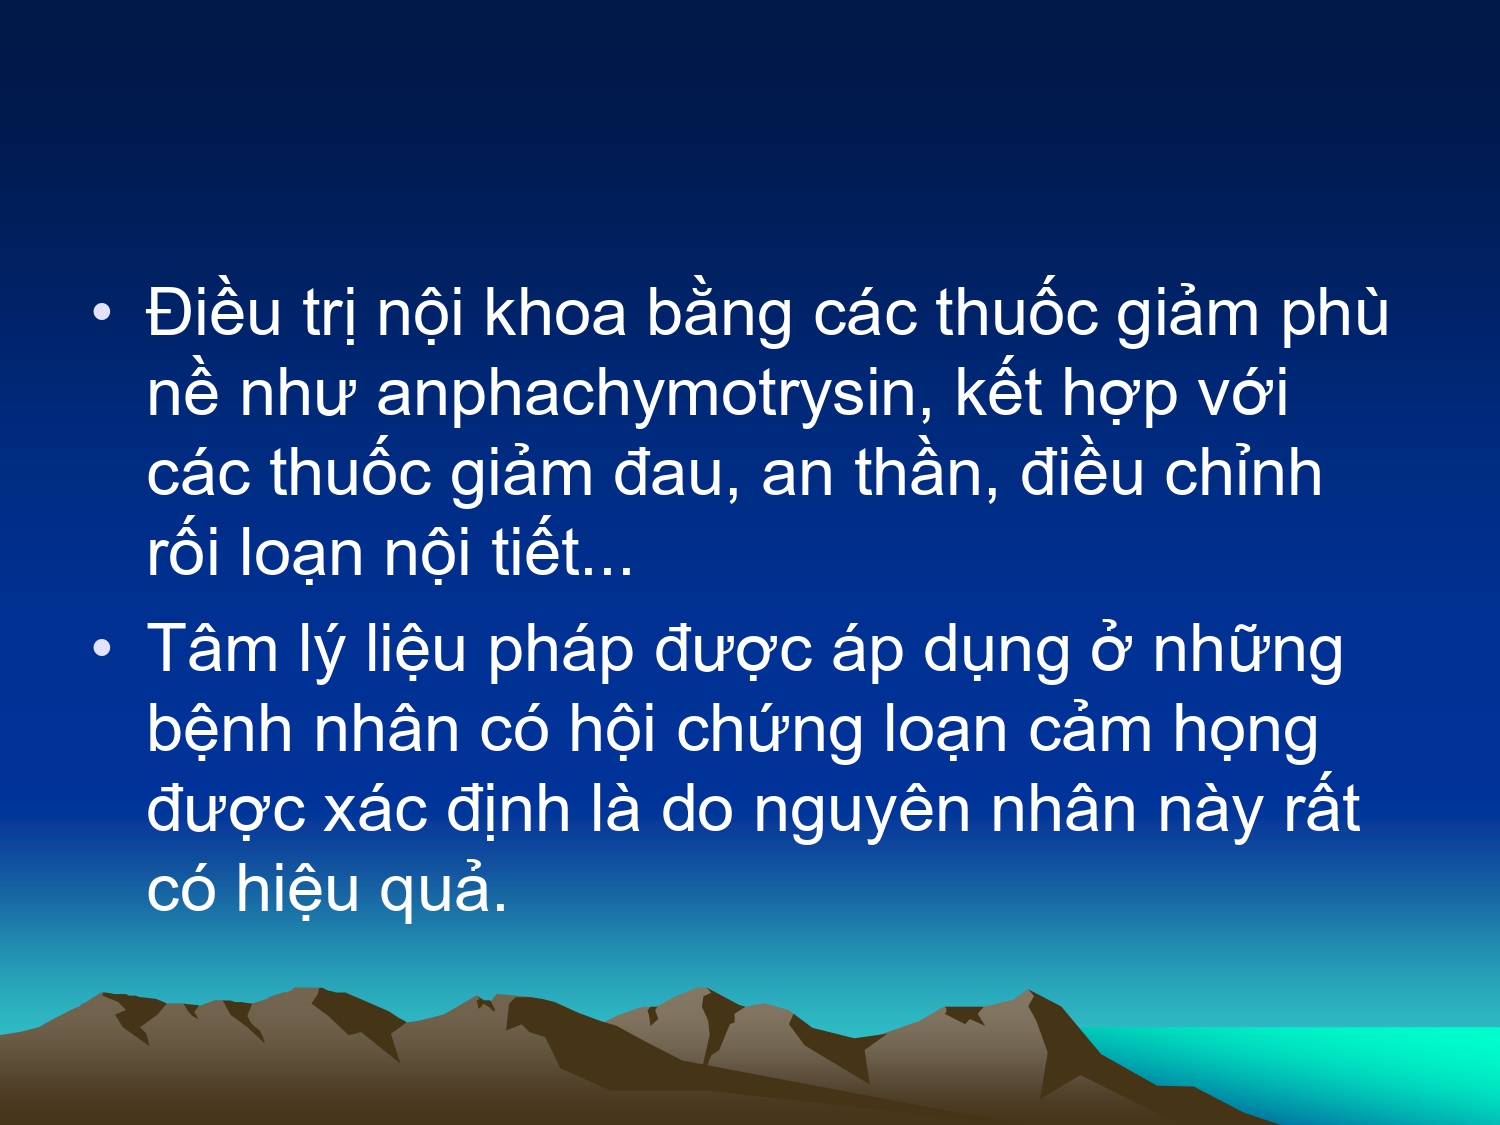 • Điều trị nội khoa bằng các thuốc giảm phù
nề như anphachymotrysin, kết hợp với
các thuốc giảm đau, an thần, điều chỉnh
rối loạn nội tiết...
• Tâm lý liệu pháp được áp dụng ở những
bệnh nhân có hội chứng loạn cảm họng
được xác định là do nguyên nhân này rất
có hiệu quả.